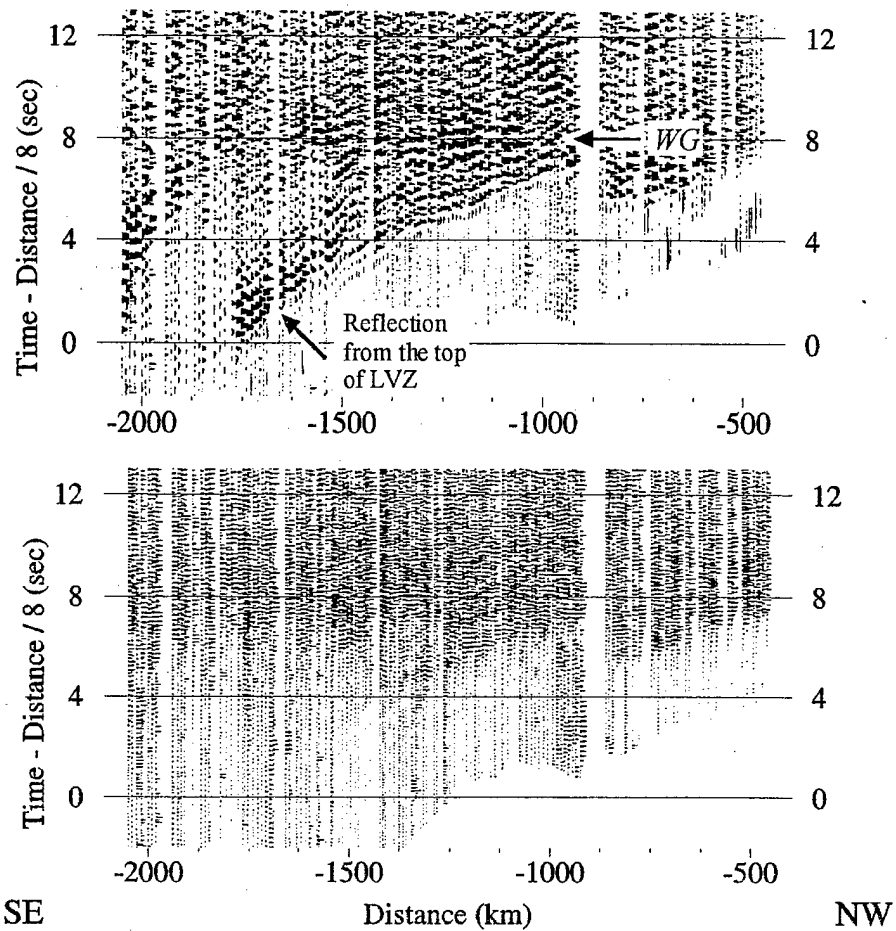 12
12
8
WG
8
4
4
0
Reflection
from the top
of LVZ
0
Time - Distance / 8 (sec)
-2000
-1500
-1000
-500
12
12
8
8
4
4
0
0
Time - Distance / 8 (sec)
-2000
-1500
-1000
-500
SE
Distance (km)
NW